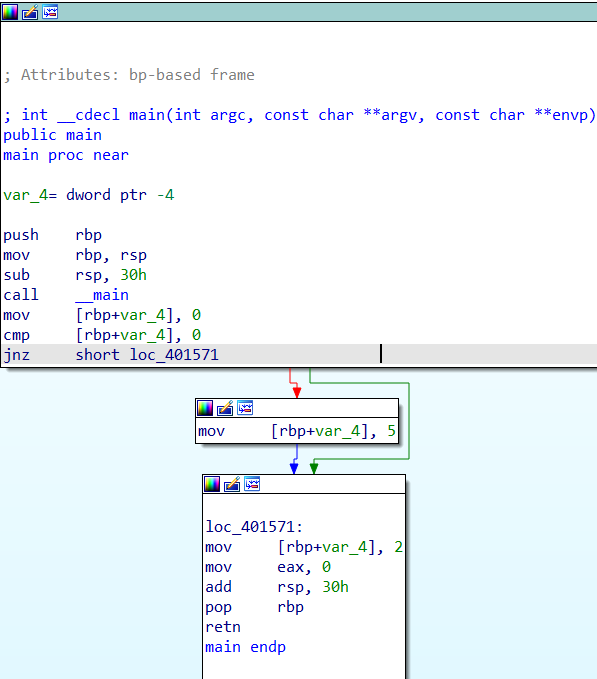 ; Attributes: bp-based frame
; int __cdecl main(int argc, const char **argv, const char **envp)
public main
main proc near
var_4= dword ptr -4
push rbp
mov rbp, rsp
sub rsp, 30h
call __main
mov [rbp+var_4], 0
cmp [rbp+var_4], 0
jnz short loc_401571
mov [rbp+var_4], 5
loc_401571:
mov [rbp+var_4], 2
mov eax, 0
add rsp, 30h
pop rbp
retn
main endp